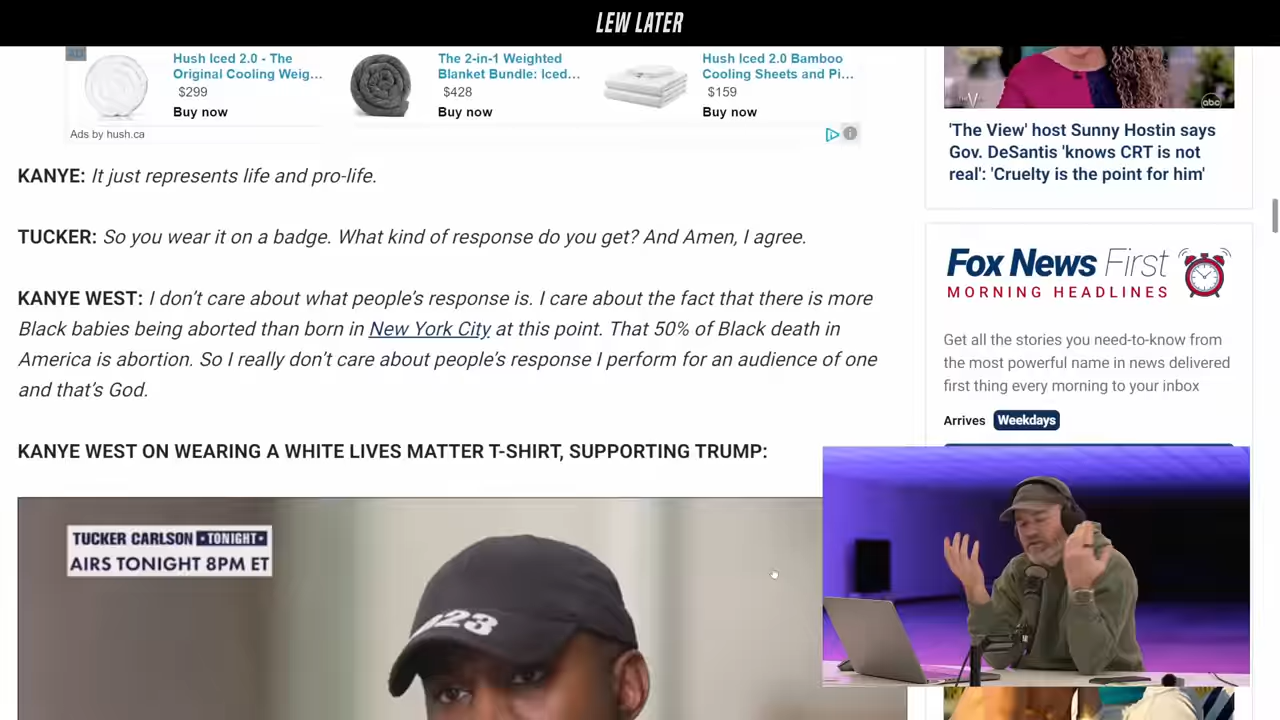 LEW LATER
Hush Iced 2.0 - The
Original Cooling Weig...
$299
Buy now
The 2-in-1 Weighted
Blanket Bundle: Iced...
$428
Buy now
Hush Iced 2.0 Bamboo
Cooling Sheets and Pi...
$159
Buy now
Ads by hush.ca
KANYE: It just represents life and pro-life.
TUCKER: So you wear it on a badge. What kind of response do you get? And Amen, I agree.
KANYE WEST: I don’t care about what people’s response is. I care about the fact that there is more
Black babies being aborted than born in New York City at this point. That 50% of Black death in
America is abortion. So I really don’t care about people’s response I perform for an audience of one
and that’s God.
KANYE WEST ON WEARING A WHITE LIVES MATTER T-SHIRT, SUPPORTING TRUMP:
TUCKER CARLSON TONIGHT
AIRS TONIGHT 8PM ET
abc
'The View' host Sunny Hostin says
Gov. DeSantis 'knows CRT is not
real': 'Cruelty is the point for him'
Fox News First
MORNING HEADLINES
Get all the stories you need-to-know from
the most powerful name in news delivered
first thing every morning to your inbox
Arrives Weekdays